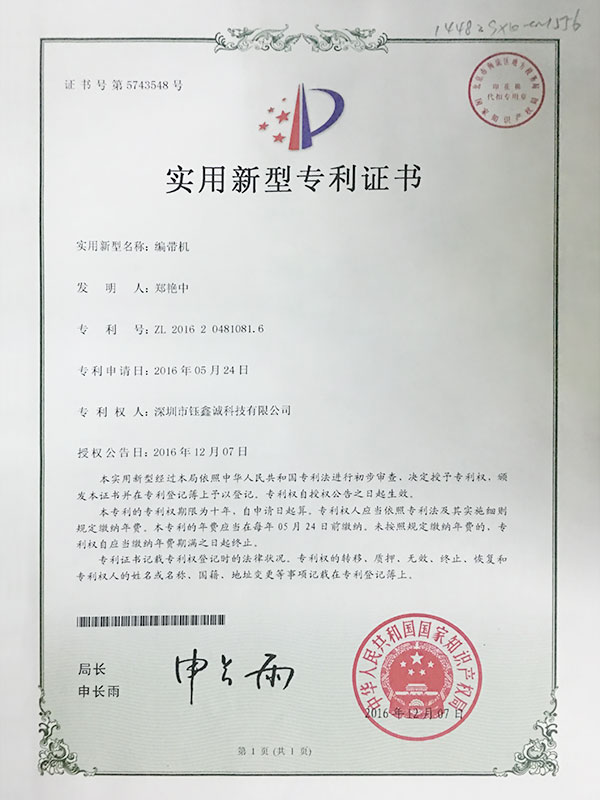 证书号第5743548号
实用新型专利证书
实用新型名称：编带机
发明人：郑艳中
专利号：ZL 2016 2 0481081.6
专利申请日：2016年05月24日
专利权人：深圳市钰鑫诚科技有限公司
授权公告日：2016年12月07日
本实用新型经过本局依照中华人民共和国专利法进行初步审查，决定授予专利权，颁
发本证书并在专利登记簿上予以登记。专利权自授权公告之日起生效。
本专利的专利权期限为十年，自申请日起算。专利权人应当依照专利法及其实施细则
规定缴纳年费。本专利的年费应当在每年05月24日前缴纳。未按照规定缴纳年费的，专
利权自应当缴纳年费期满之日起终止。
专利证书记载专利权登记时的法律状况。专利权的转移、质押、无效、终止、恢复和
专利权人的姓名或名称、国籍、地址变更等事项记载在专利登记簿上。
局长
申长雨
申长雨
中华人民共和国国家知识产权局
2016年12月07日
第1页(共1页)